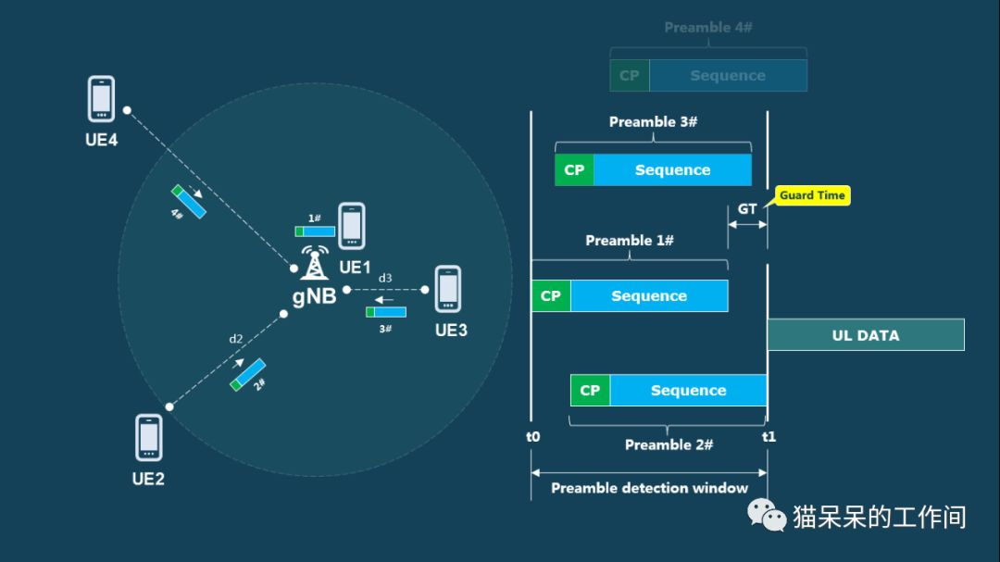 Preamble 4#
CP
Sequence
Preamble 3#
CP
Sequence
Guard Time
GT
Preamble 1#
CP
Sequence
UL DATA
CP
Sequence
t0
t1
Preamble 2#
Preamble detection window
UE4
4#
1#
UE1
gNB
d3
3#
UE3
d2
2#
UE2
猫呆呆的工作间